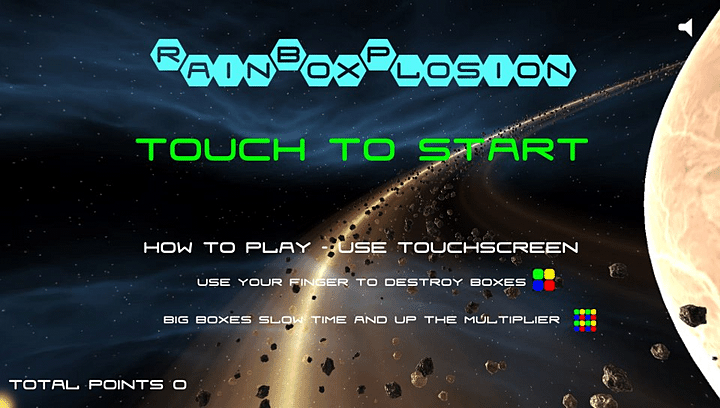 RainBoxPlosion
TOUCH TO START
HOW TO PLAY - USE TOUCHSCREEN
USE YOUR FINGER TO DESTROY BOXES
BIG BOXES SLOW TIME AND UP THE MULTIPLIER
TOTAL POINTS 0